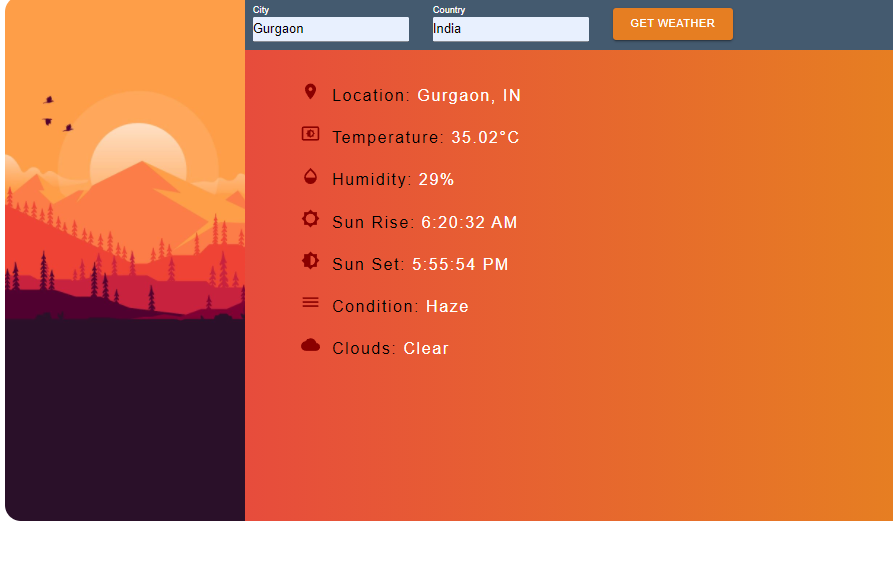 City
Country
Gurgaon
India
GET WEATHER
Location: Gurgaon, IN
Temperature: 35.02°C
Humidity: 29%
Sun Rise: 6:20:32 AM
Sun Set: 5:55:54 PM
Condition: Haze
Clouds: Clear